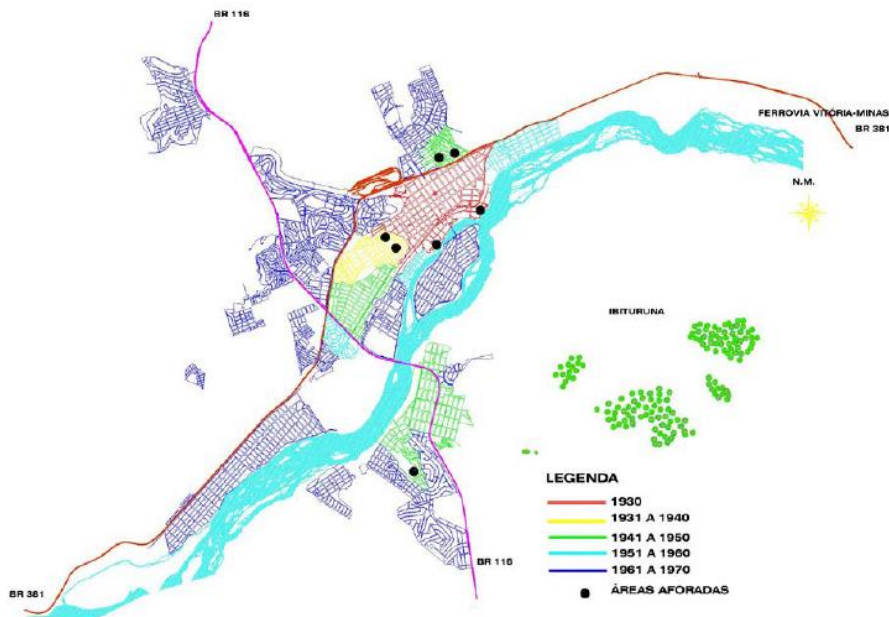 BR 116
FERROVIA VITÓRIA-MINAS
BR 381
N.M.
IBITURUNA
LEGENDA
1930
1931 A 1940
1941 A 1950
1951 A 1960
1961 A 1970
ÁREAS AFORADAS
BR 116
BR 381